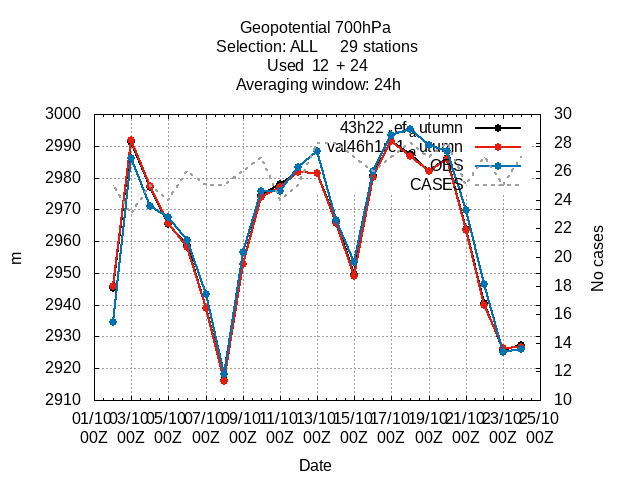 Geopotential 700hPa
Selection: ALL 29 stations
Used 12 + 24
Averaging window: 24h
3000 30
43h22_ef_autumn
2990 28
val46h1_c1_autumn
OBS
2980 26
CASES
2970 24
2960 22
2950 20
2940 18
2930 16
2920 14
12
2910 10
m
No cases
01/10 03/10 05/10 07/10 09/10 11/10 13/10 15/10 17/10 19/10 21/10 23/10 25/10
00Z 00Z 00Z 00Z 00Z 00Z 00Z 00Z 00Z 00Z 00Z 00Z 00Z
Date